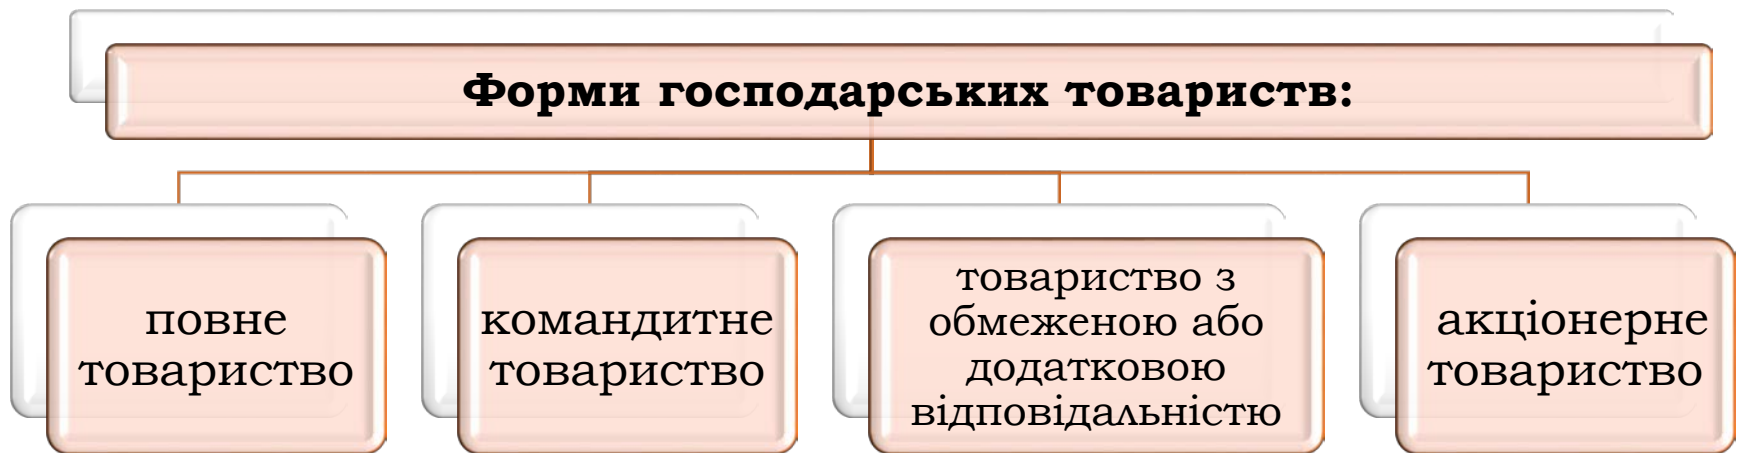 Форми господарських товариств:
повне
товариство
командитне
товариство
товариство з
обмеженою або
додатковою
відповідальністю
акціонерне
товариство